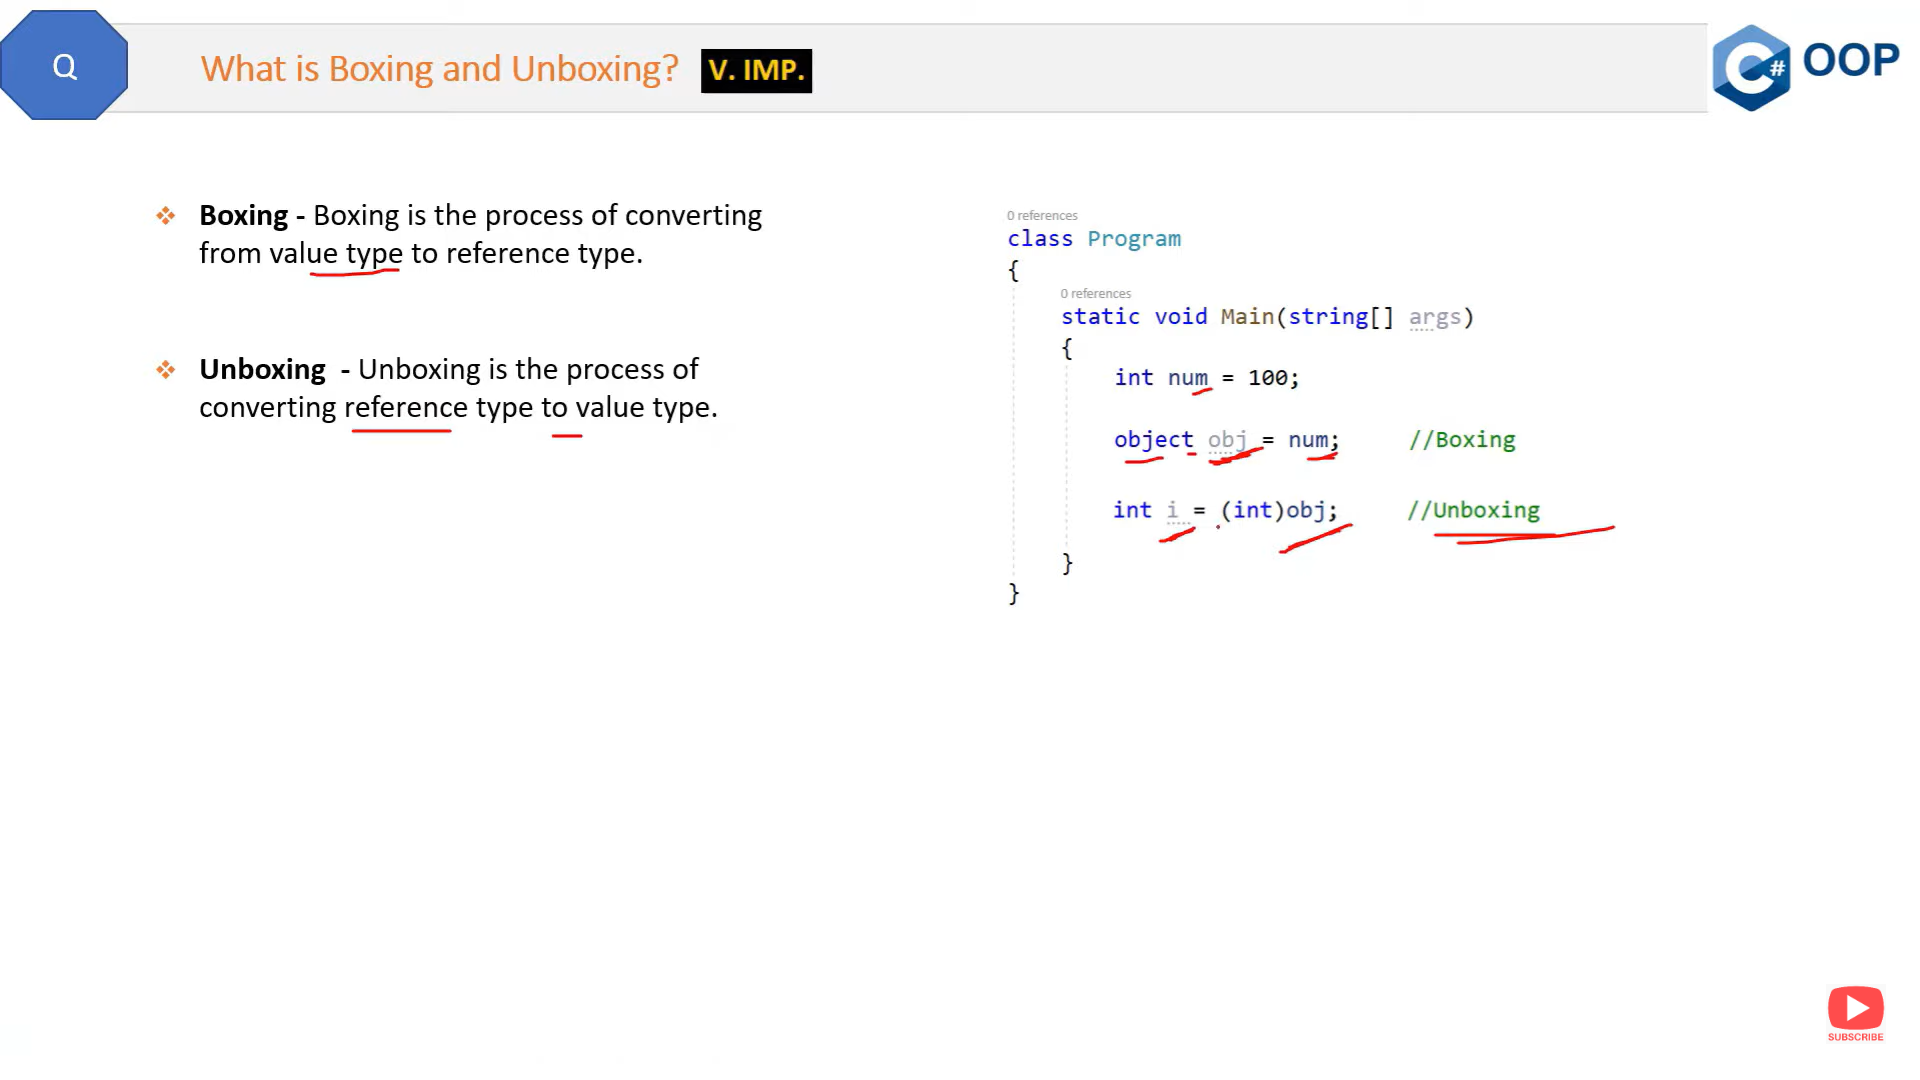 Q
What is Boxing and Unboxing?
V. IMP.
C#
OOP
Boxing - Boxing is the process of converting
from value type to reference type.
Unboxing - Unboxing is the process of
converting reference type to value type.
0 references
class Program
{
0 references
static void Main(string[] args)
{
int num = 100;
object obj = num; //Boxing
int i = (int)obj; //Unboxing
}
}
SUBSCRIBE